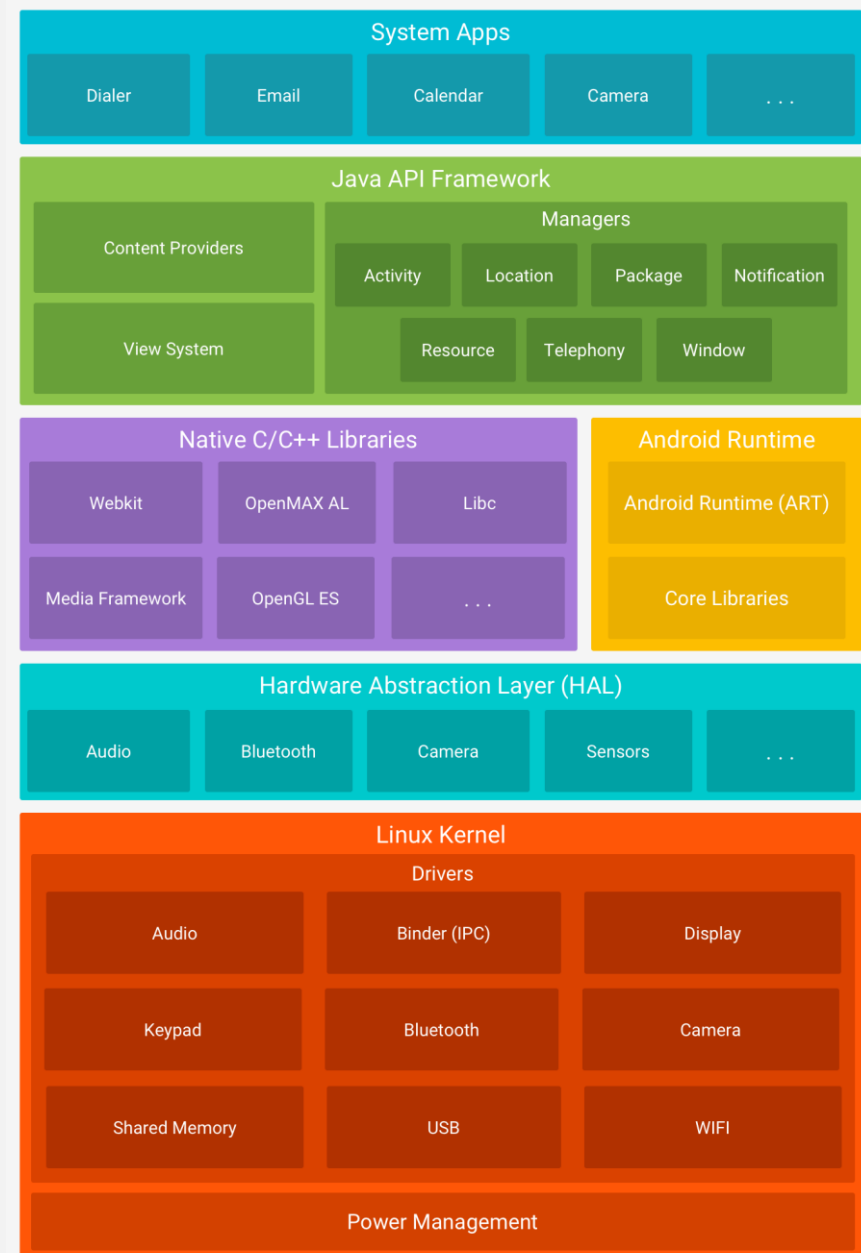 System Apps
Dialer
Email
Calendar
Camera
. . .
Java API Framework
Content Providers
View System
Managers
Activity
Location
Package
Notification
Resource
Telephony
Window
Native C/C++ Libraries
Webkit
OpenMAX AL
Libc
Media Framework
OpenGL ES
. . .
Android Runtime
Android Runtime (ART)
Core Libraries
Hardware Abstraction Layer (HAL)
Audio
Bluetooth
Camera
Sensors
. . .
Linux Kernel
Drivers
Audio
Binder (IPC)
Display
Keypad
Bluetooth
Camera
Shared Memory
USB
WIFI
Power Management